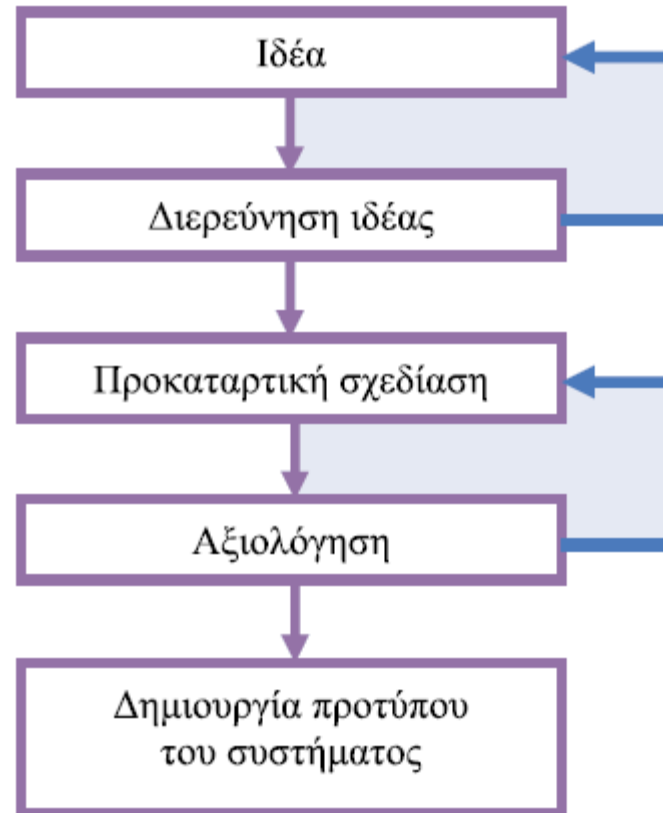 Ιδέα
Διερεύνηση ιδέας
Προκαταρτική σχεδίαση
Αξιολόγηση
Δημιουργία προτύπου
του συστήματος